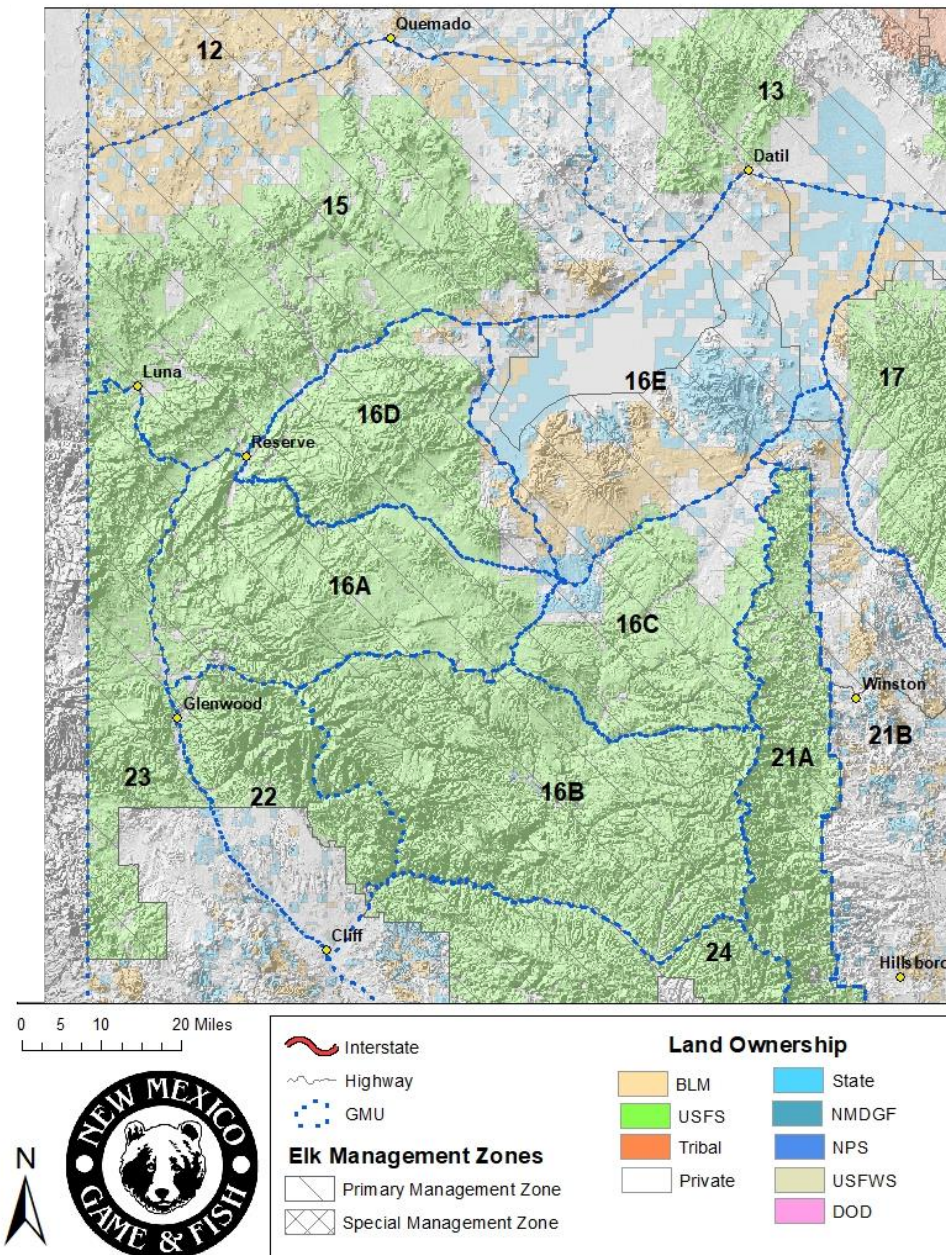 Quemado
12
13
Datil
15
Luna
16E
17
16D
Reserve
16A
16C
Winston
Glenwood
21A
21B
23
22
16B
Cliff
24
Hillsboro
0 5 10 20 Miles
Interstate
Highway
GMU
Elk Management Zones
Primary Management Zone
Special Management Zone
Land Ownership
BLM
USFS
Tribal
Private
State
NMDGF
NPS
USFWS
DOD
N
NEW MEXICO
GAME & FISH